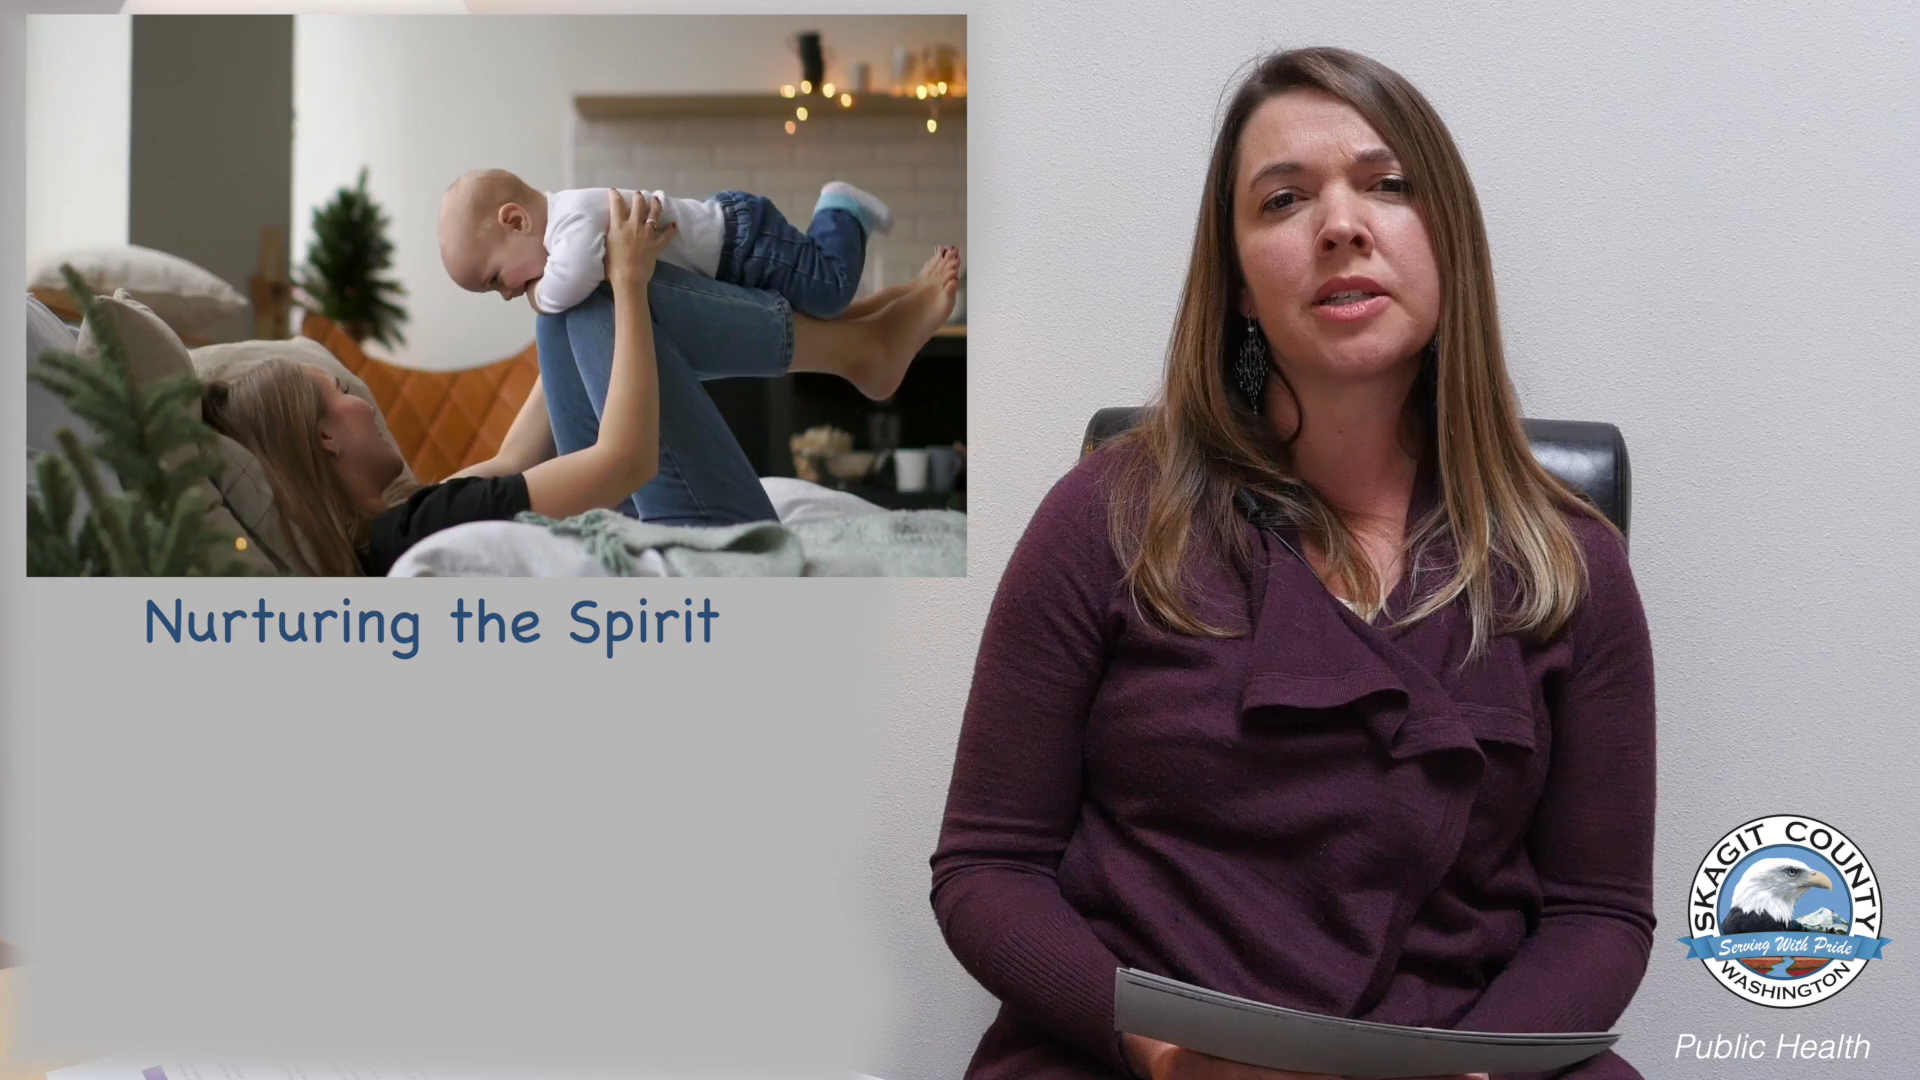 Nurturing the Spirit
SKAGIT COUNTY
Serving With Pride
WASHINGTON
Public Health